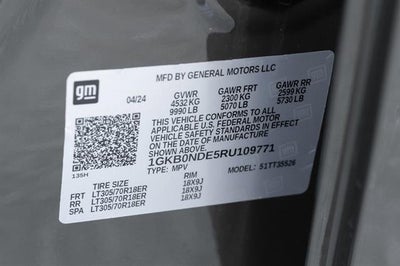 gm
MFD BY GENERAL MOTORS LLC
04/24 GVWR GAWR FRT GAWR RR
4532 KG 2300 KG 2599 KG
9990 LB 5070 LB 5730 LB
THIS VEHICLE CONFORMS TO ALL APPLICABLE
U.S. FEDERAL MOTOR
VEHICLE SAFETY STANDARDS
IN EFFECT ON THE DATE OF
MANUFACTURE SHOWN ABOVE.
1GKB0NDE5RU109771
135H TYPE: MPV MODEL: 51TT35526
TIRE SIZE RIM
FRT LT305/70R18ER 18X9J
RR LT305/70R18ER 18X9J
SPA LT305/70R18ER 18X9J